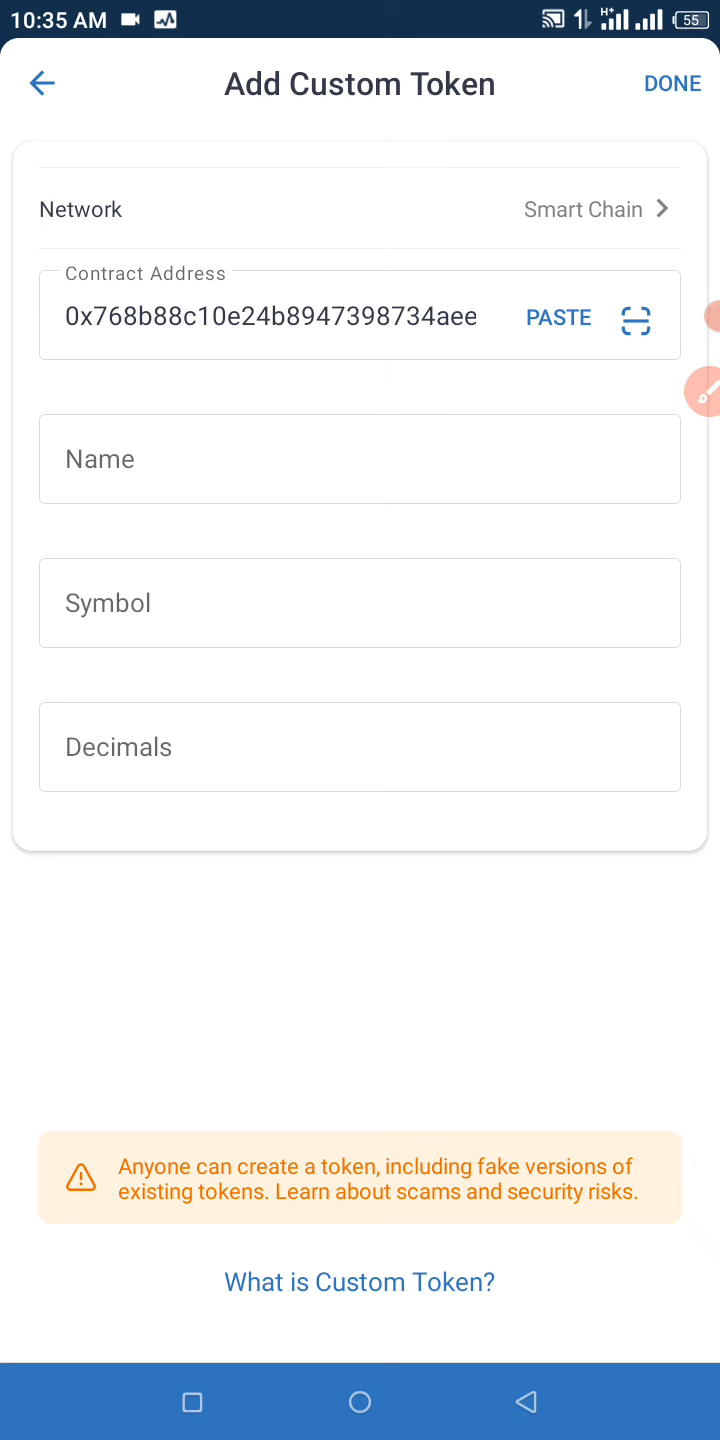 10:35 AM
H+
55
Add Custom Token
DONE
Network
Smart Chain
Contract Address
0x768b88c10e24b8947398734aee
PASTE
Name
Symbol
Decimals
Anyone can create a token, including fake versions of
existing tokens. Learn about scams and security risks.
What is Custom Token?